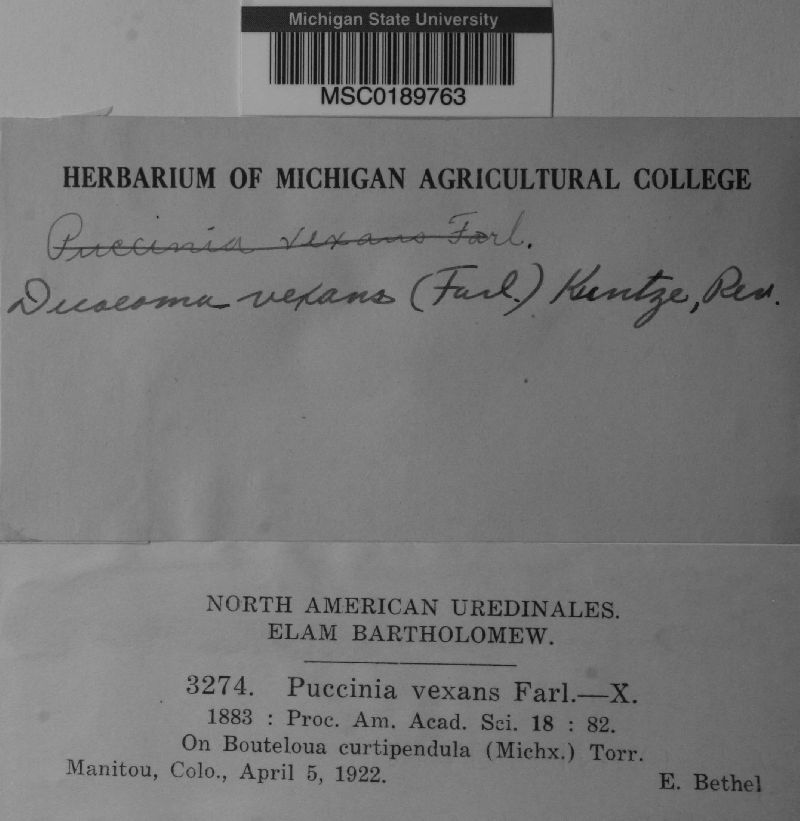 Michigan State University
MSC0189763
HERBARIUM OF MICHIGAN AGRICULTURAL COLLEGE
Puccinia vexans Farl.
Dicaeoma vexans (Farl.) Kuntze, Rev.
NORTH AMERICAN UREDINALES.
ELAM BARTHOLOMEW.
3274. Puccinia vexans Farl.—X.
1883 : Proc. Am. Acad. Sci. 18 : 82.
On Bouteloua curtipendula (Michx.) Torr.
Manitou, Colo., April 5, 1922.
E. Bethel